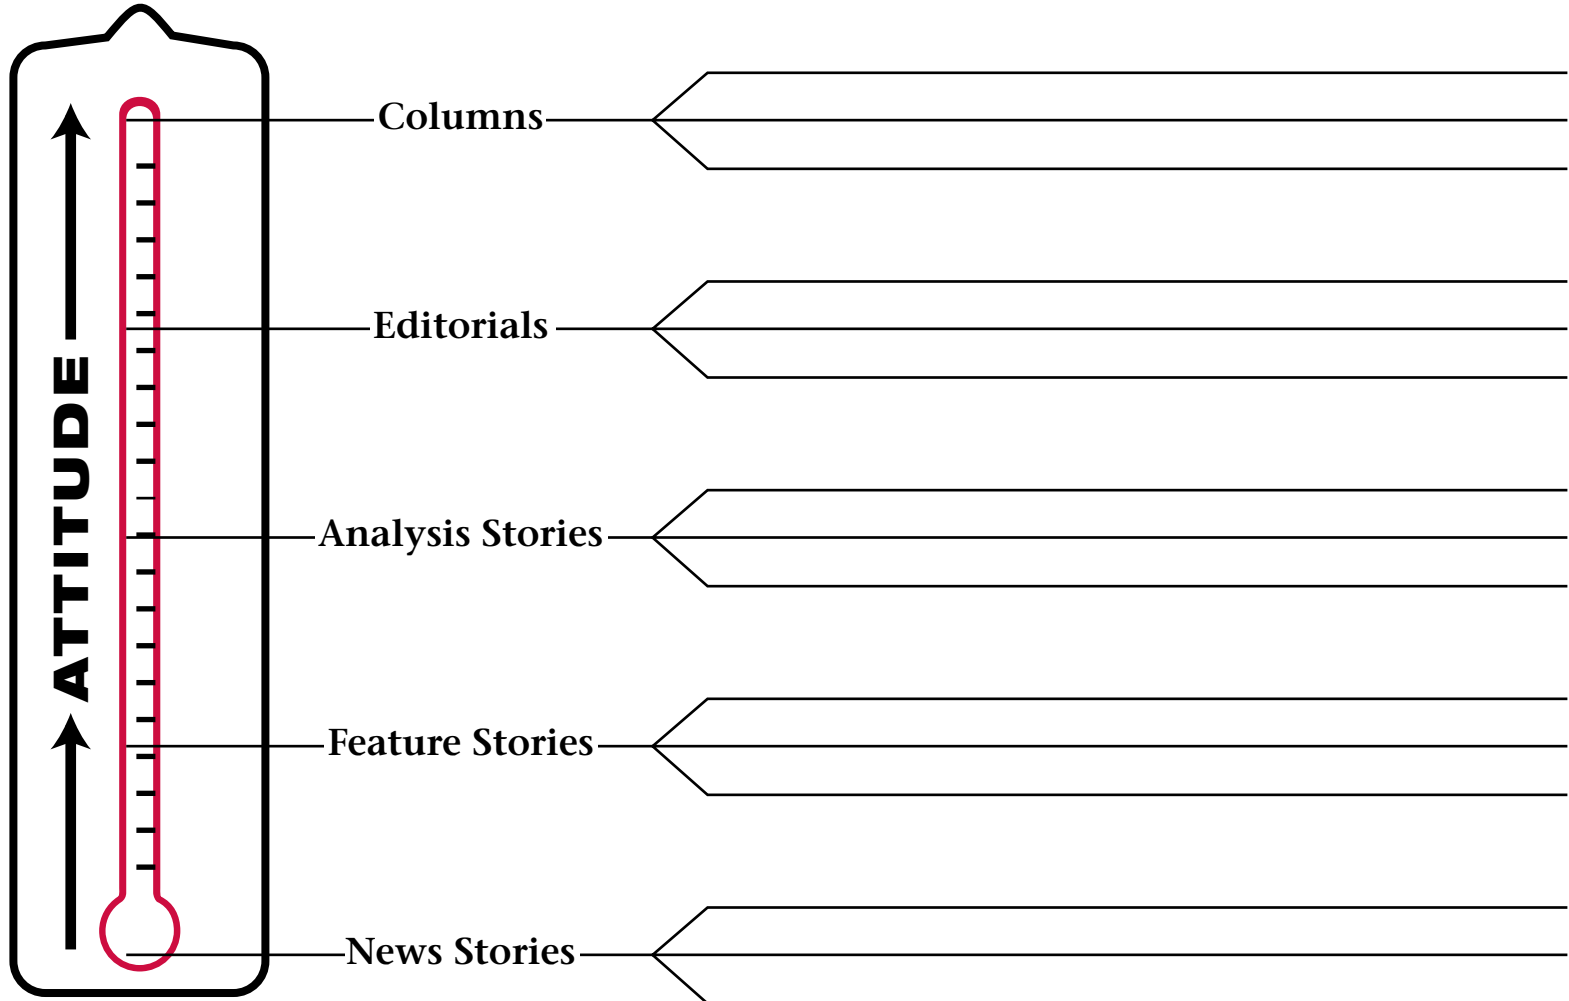 ATTITUDE
Columns
Editorials
Analysis Stories
Feature Stories
News Stories